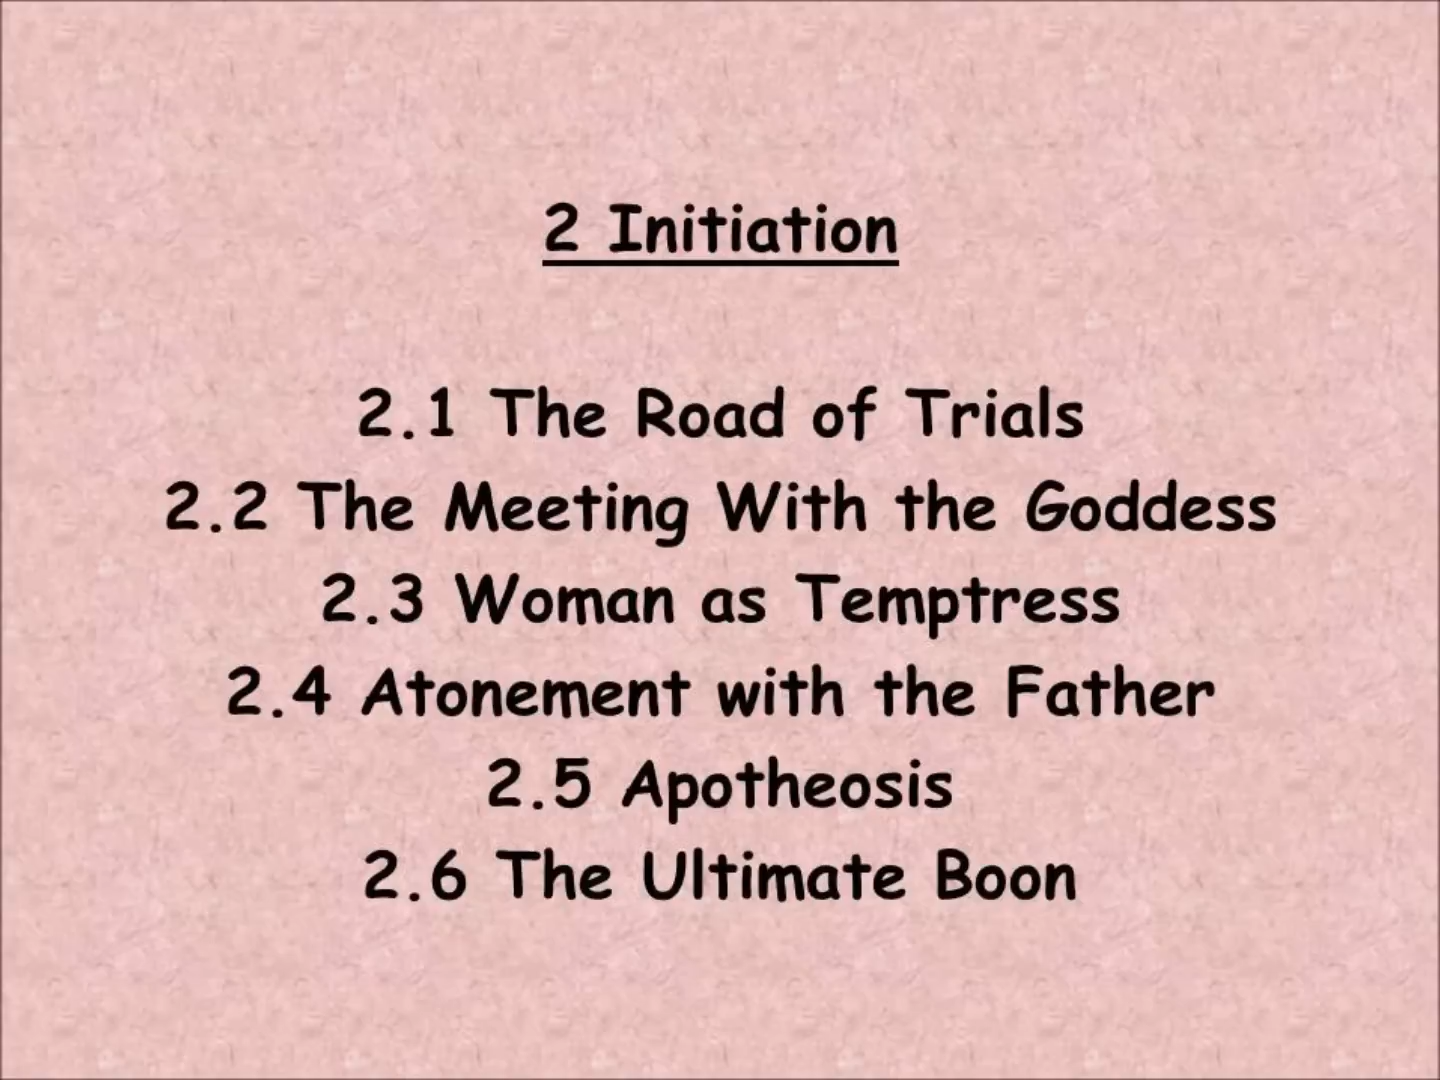 2 Initiation
2.1 The Road of Trials
2.2 The Meeting With the Goddess
2.3 Woman as Temptress
2.4 Atonement with the Father
2.5 Apotheosis
2.6 The Ultimate Boon